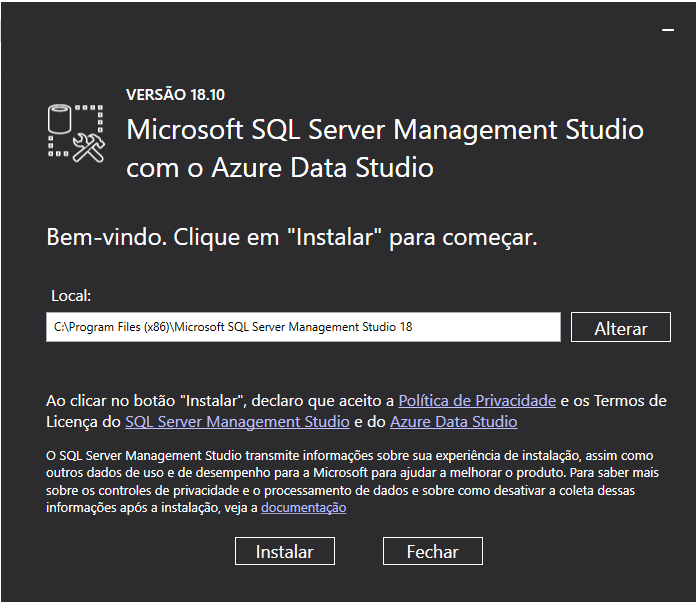 VERSÃO 18.10
Microsoft SQL Server Management Studio
com o Azure Data Studio
Bem-vindo. Clique em "Instalar" para começar.
Local:
C:\Program Files (x86)\Microsoft SQL Server Management Studio 18
Alterar
Ao clicar no botão "Instalar", declaro que aceito a Política de Privacidade e os Termos de
Licença do SQL Server Management Studio e do Azure Data Studio
O SQL Server Management Studio transmite informações sobre sua experiência de instalação, assim como
outros dados de uso e de desempenho para a Microsoft para ajudar a melhorar o produto. Para saber mais
sobre os controles de privacidade e o processamento de dados e sobre como desativar a coleta dessas
informações após a instalação, veja a documentação
Instalar
Fechar